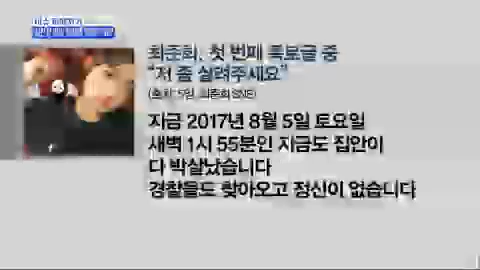 최준희, 첫 번째 폭로글 중
"저 좀 살려주세요"
지금 2017년 8월 5일 토요일
새벽 1시 55분인 지금도 집안이
다 박살났습니다
경찰들도 찾아오고 정신이 없습니다